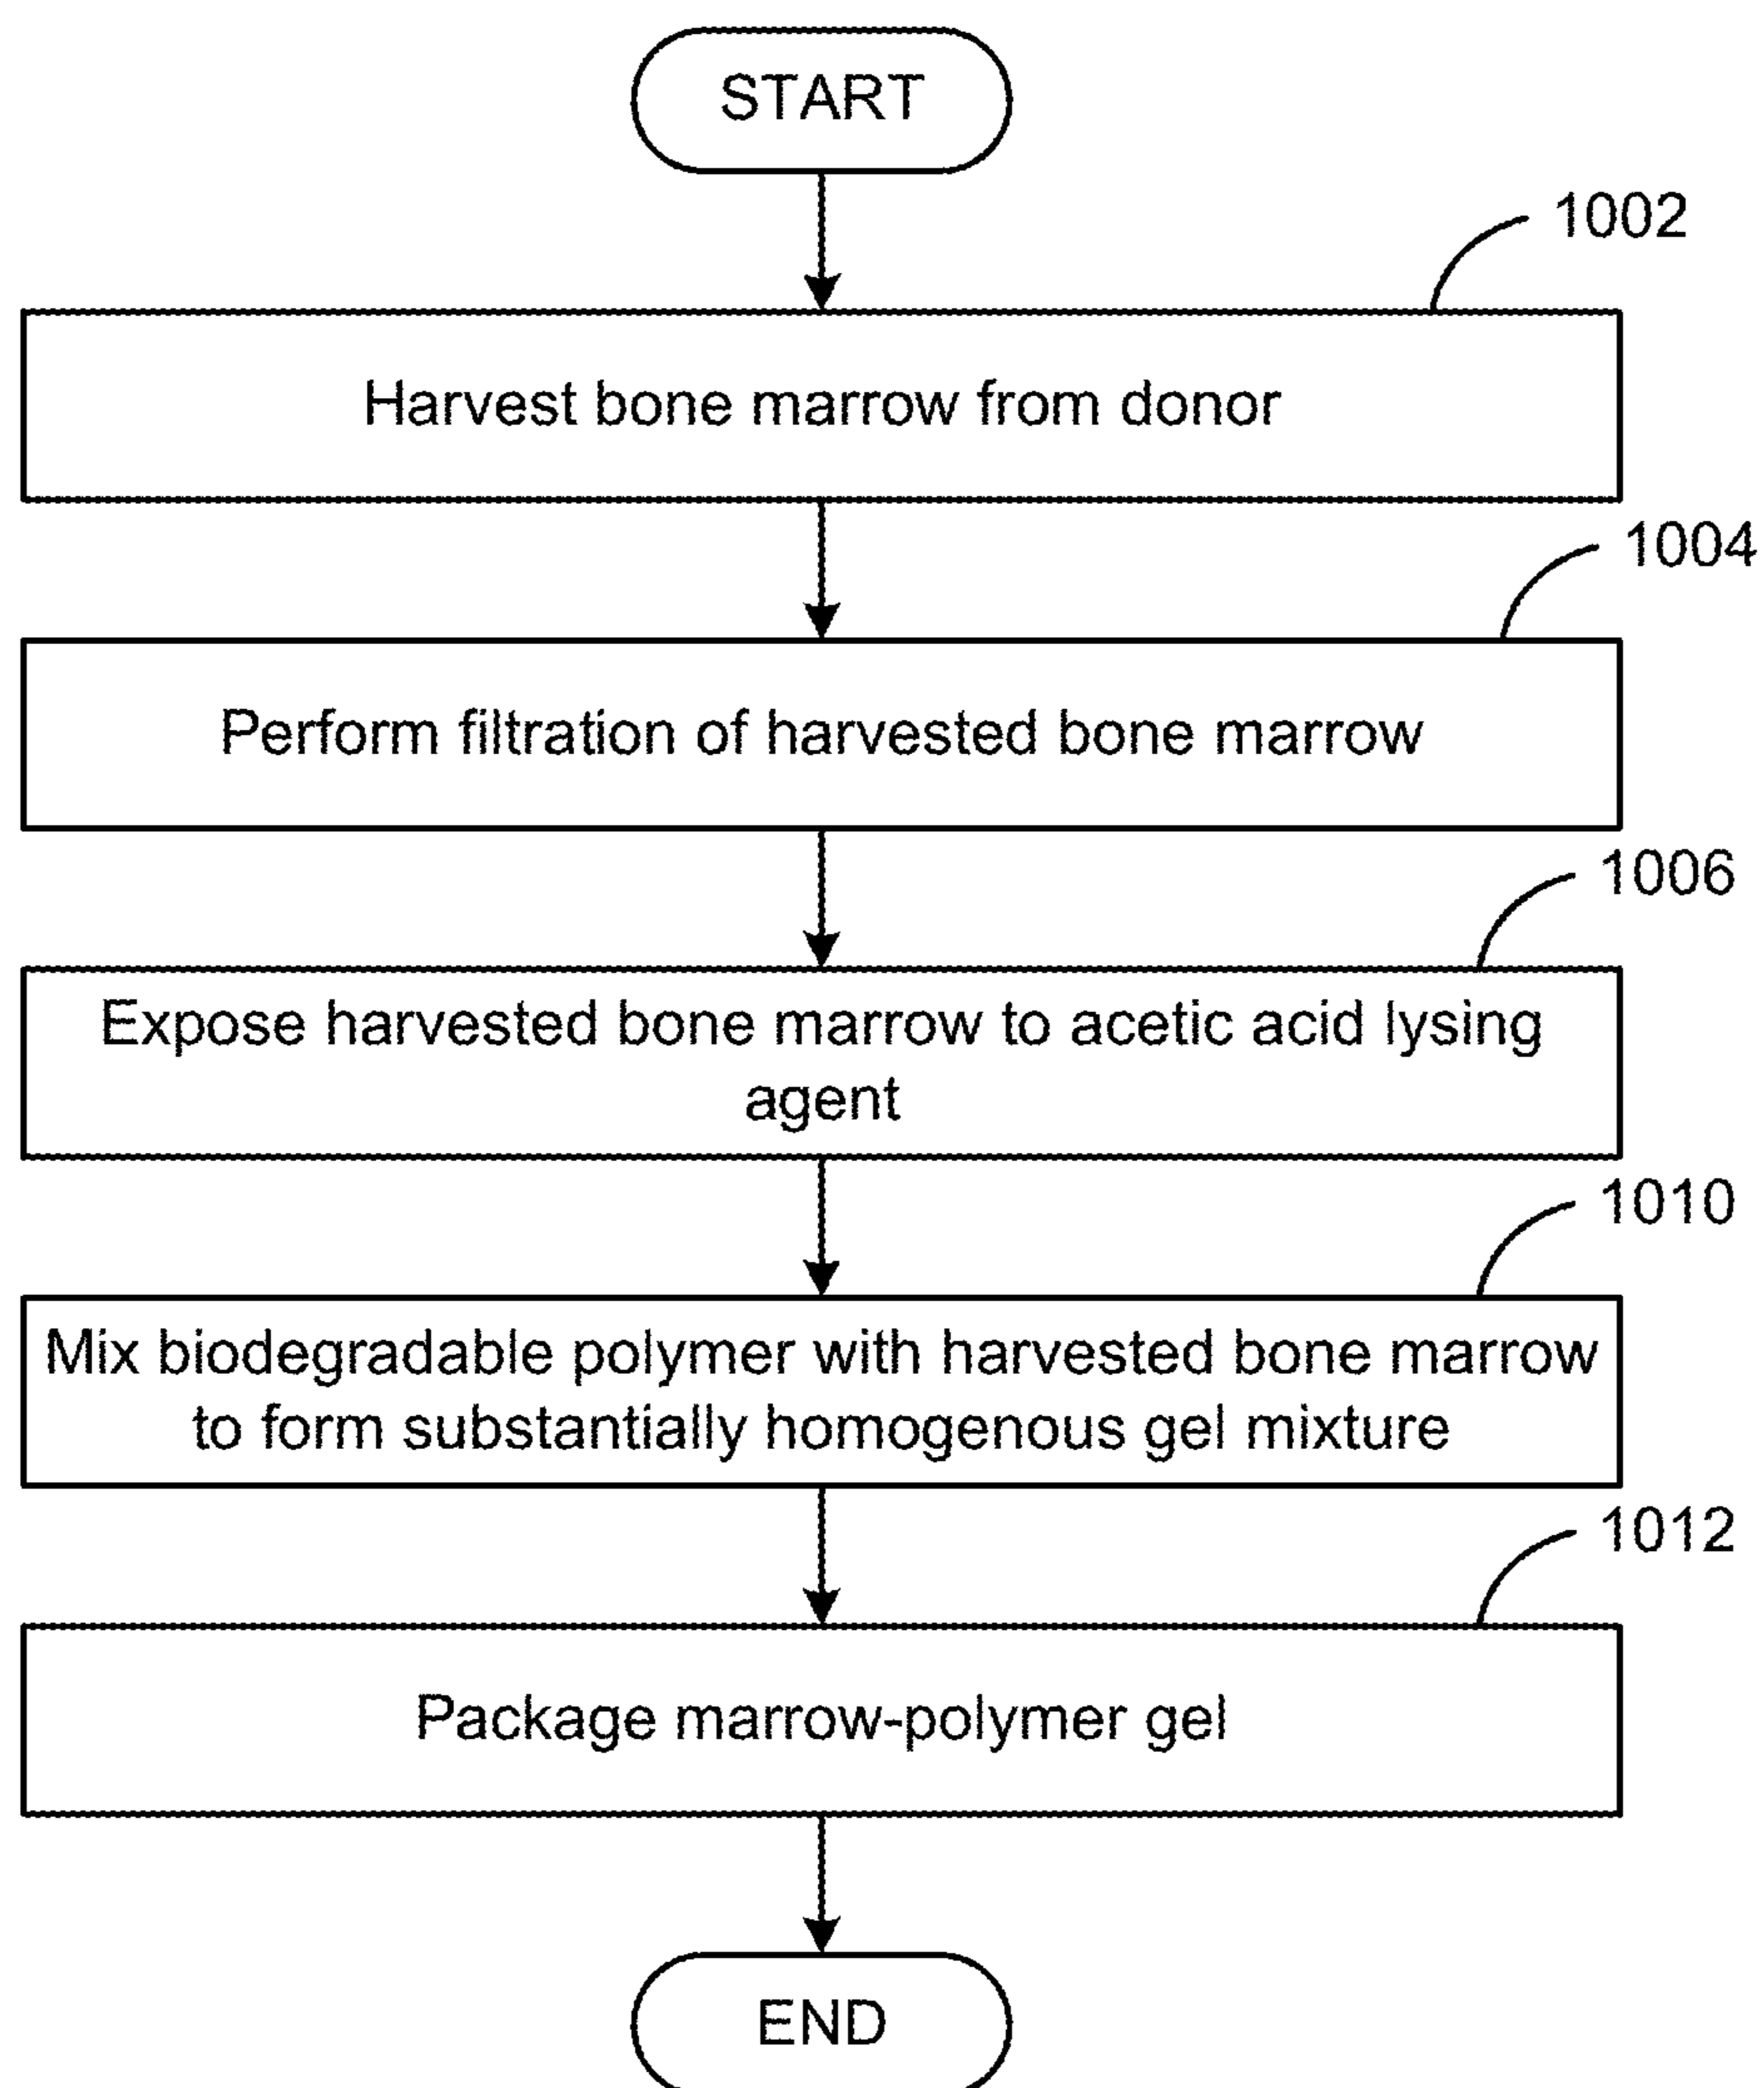 START
1002
Harvest bone marrow from donor
1004
Perform filtration of harvested bone marrow
1006
Expose harvested bone marrow to acetic acid lysing
agent
1010
Mix biodegradable polymer with harvested bone marrow
to form substantially homogenous gel mixture
1012
Package marrow-polymer gel
END